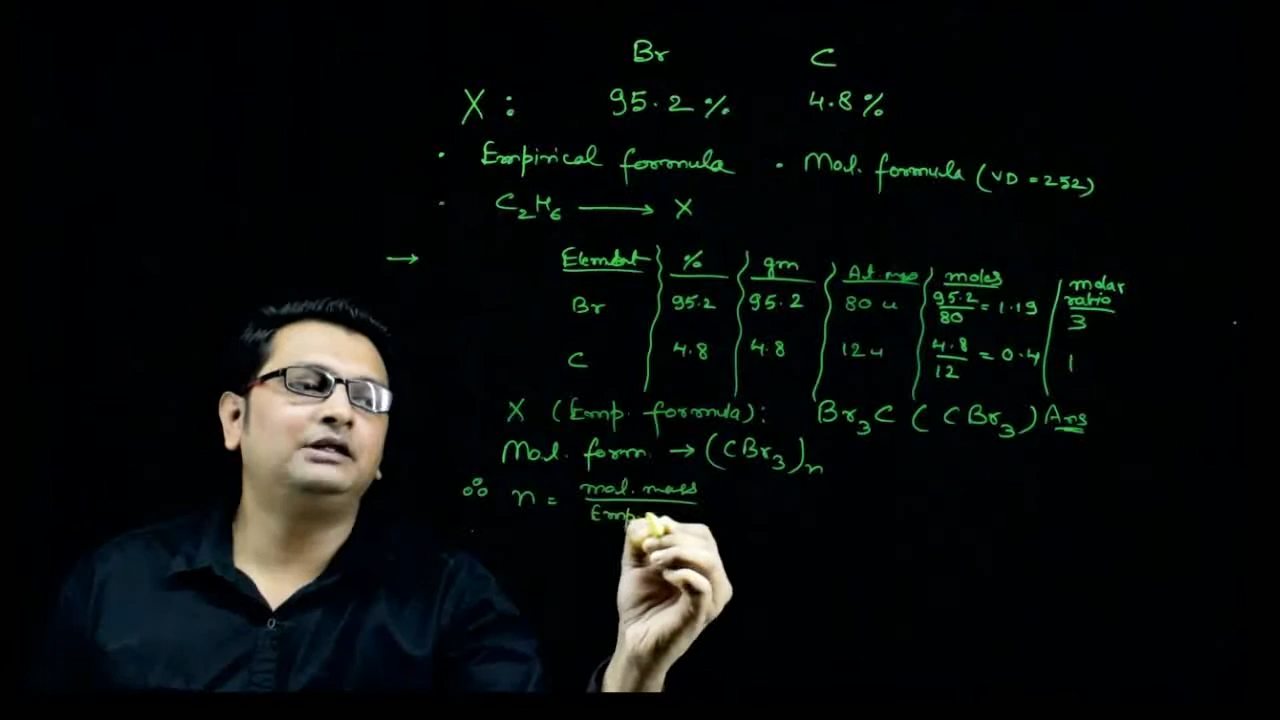 Br C
X : 95.2 % 4.8 %
· Empirical formula · Mol. formula (VD = 252)
· C₂H₆ → X
→ Element % gm At. mass moles molar ratio
Br 95.2 95.2 80 u 95.2/80 = 1.19 3
C 4.8 4.8 12 u 4.8/12 = 0.4 1
X (Emp. formula) : Br₃C (CBr₃) Ans
Mol. form. → (CBr₃)n
∴ n = mol. mass
Emp.